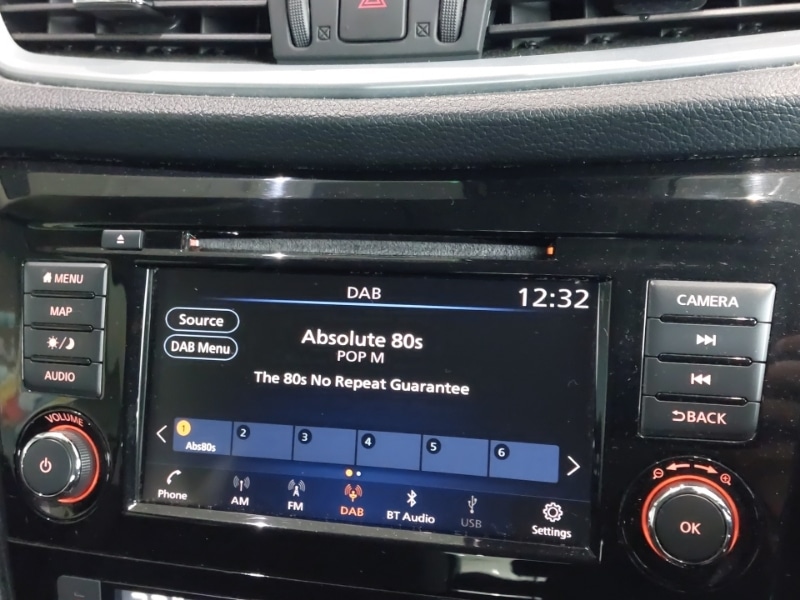 MENU
MAP
AUDIO
VOLUME
DAB
12:32
Source
DAB Menu
Absolute 80s
POP M
The 80s No Repeat Guarantee
1
Abs80s
2
3
4
5
6
Phone
AM
FM
DAB
BT Audio
USB
Settings
CAMERA
BACK
OK